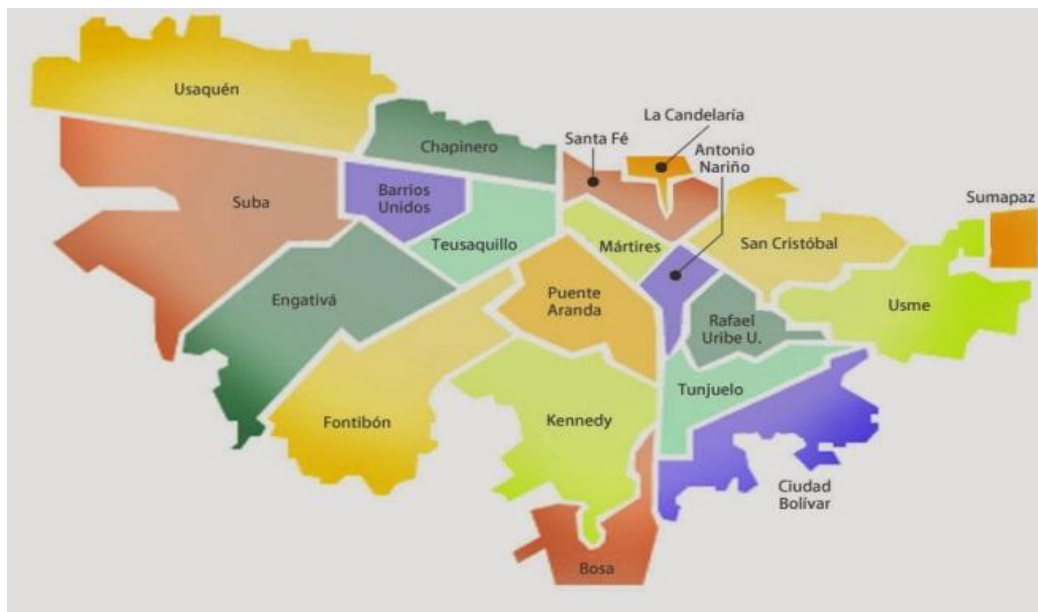 Usaquén
La Candelaría
Santa Fé
Chapinero
Antonio
Nariño
Barrios
Unidos
Suba
Sumapaz
Teusaquillo
Mártires
San Cristóbal
Engativá
Puente
Aranda
Usme
Rafael
Uribe U.
Tunjuelo
Fontibón
Kennedy
Ciudad
Bolívar
Bosa